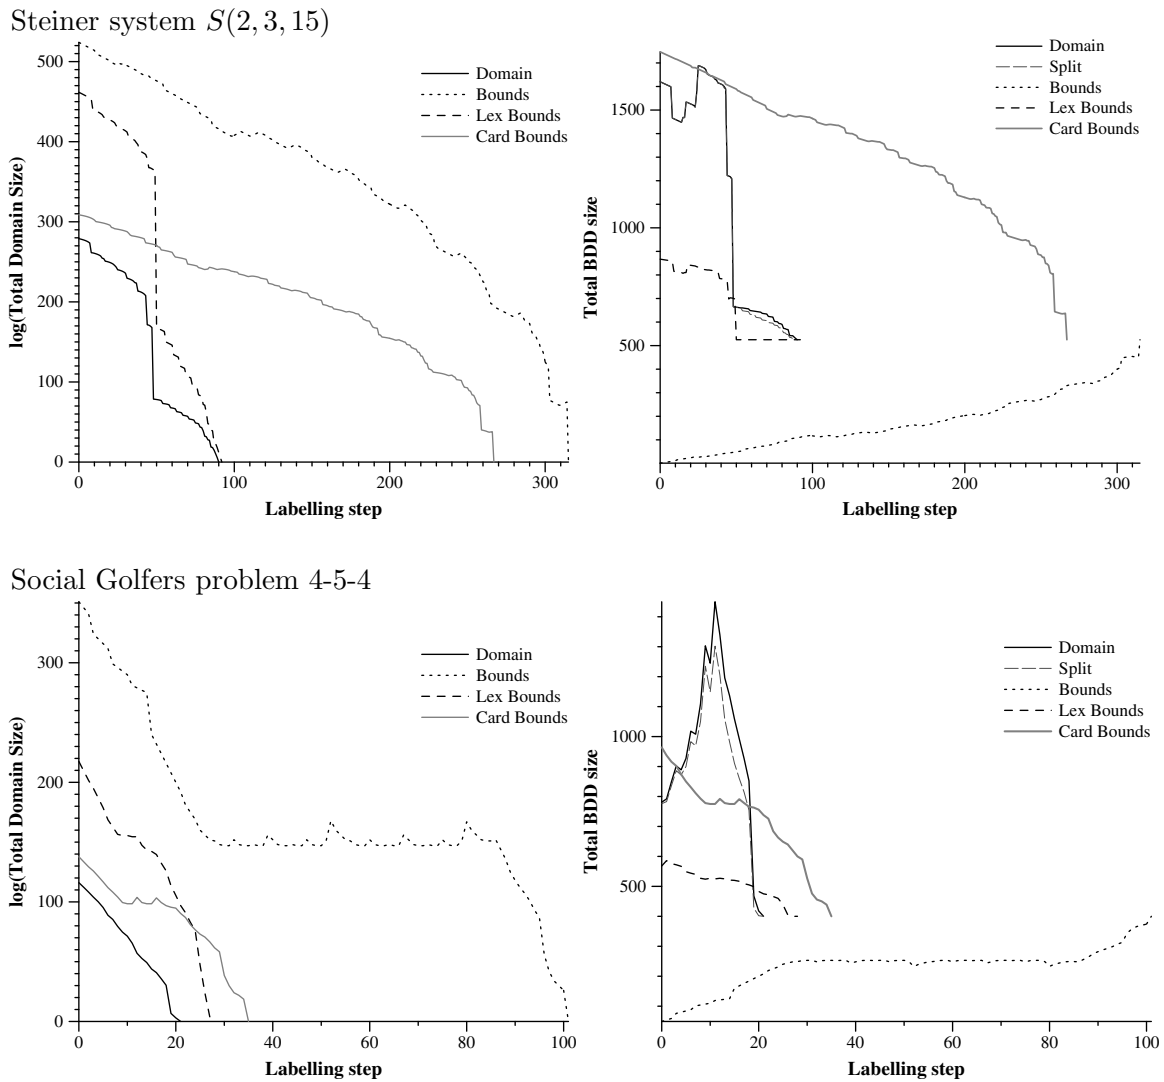 Steiner system S(2, 3, 15)
log(Total Domain Size)
500
400
300
200
100
0
0
100
200
300
Labelling step
Domain
Bounds
Lex Bounds
Card Bounds
Total BDD size
1500
1000
500
0
100
200
300
Labelling step
Domain
Split
Bounds
Lex Bounds
Card Bounds
Social Golfers problem 4-5-4
log(Total Domain Size)
300
200
100
0
0
20
40
60
80
100
Labelling step
Domain
Bounds
Lex Bounds
Card Bounds
Total BDD size
1000
500
0
20
40
60
80
100
Labelling step
Domain
Split
Bounds
Lex Bounds
Card Bounds